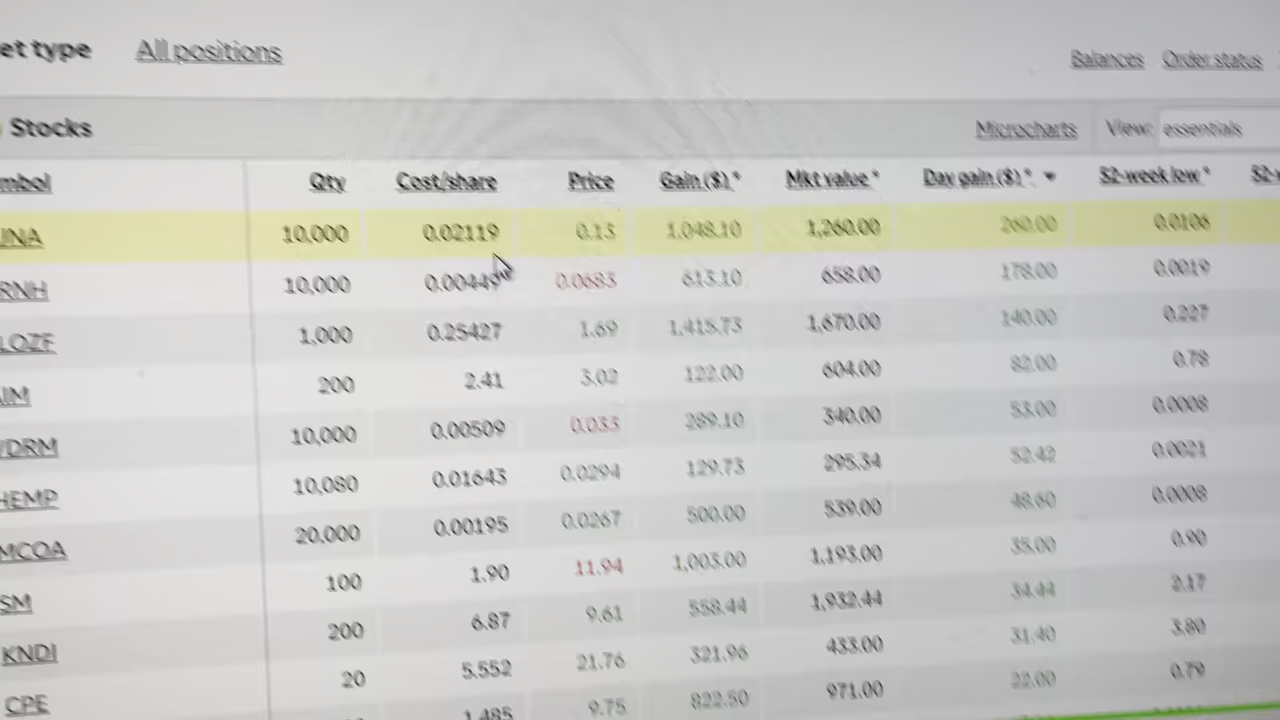 et type All positions Balances Order status
Stocks Microcharts View: essentials
mbol Qty Cost/share Price Gain ($)* Mkt value* Day gain ($)* 52-week low* 52-w
JNA 10,000 0.02119 0.13 1,048.10 1,260.00 260.00 0.0106
RNH 10,000 0.00449 0.0683 613.10 658.00 178.00 0.0019
LOZF 1,000 0.25427 1.69 1,415.73 1,670.00 140.00 0.227
IM 200 2.41 3.02 122.00 604.00 82.00 0.78
DRM 10,000 0.00509 0.033 289.10 340.00 53.00 0.0008
HEMP 10,080 0.01643 0.0294 129.73 295.34 52.42 0.0021
MCOA 20,000 0.00195 0.0267 500.00 539.00 48.60 0.0008
SM 100 1.90 11.94 1,003.00 1,193.00 35.00 0.90
KNDI 200 6.87 9.61 558.44 1,932.44 34.44 2.17
CPE 20 5.552 21.76 321.96 433.00 31.40 3.80
1.485 9.75 822.50 971.00 22.00 0.79